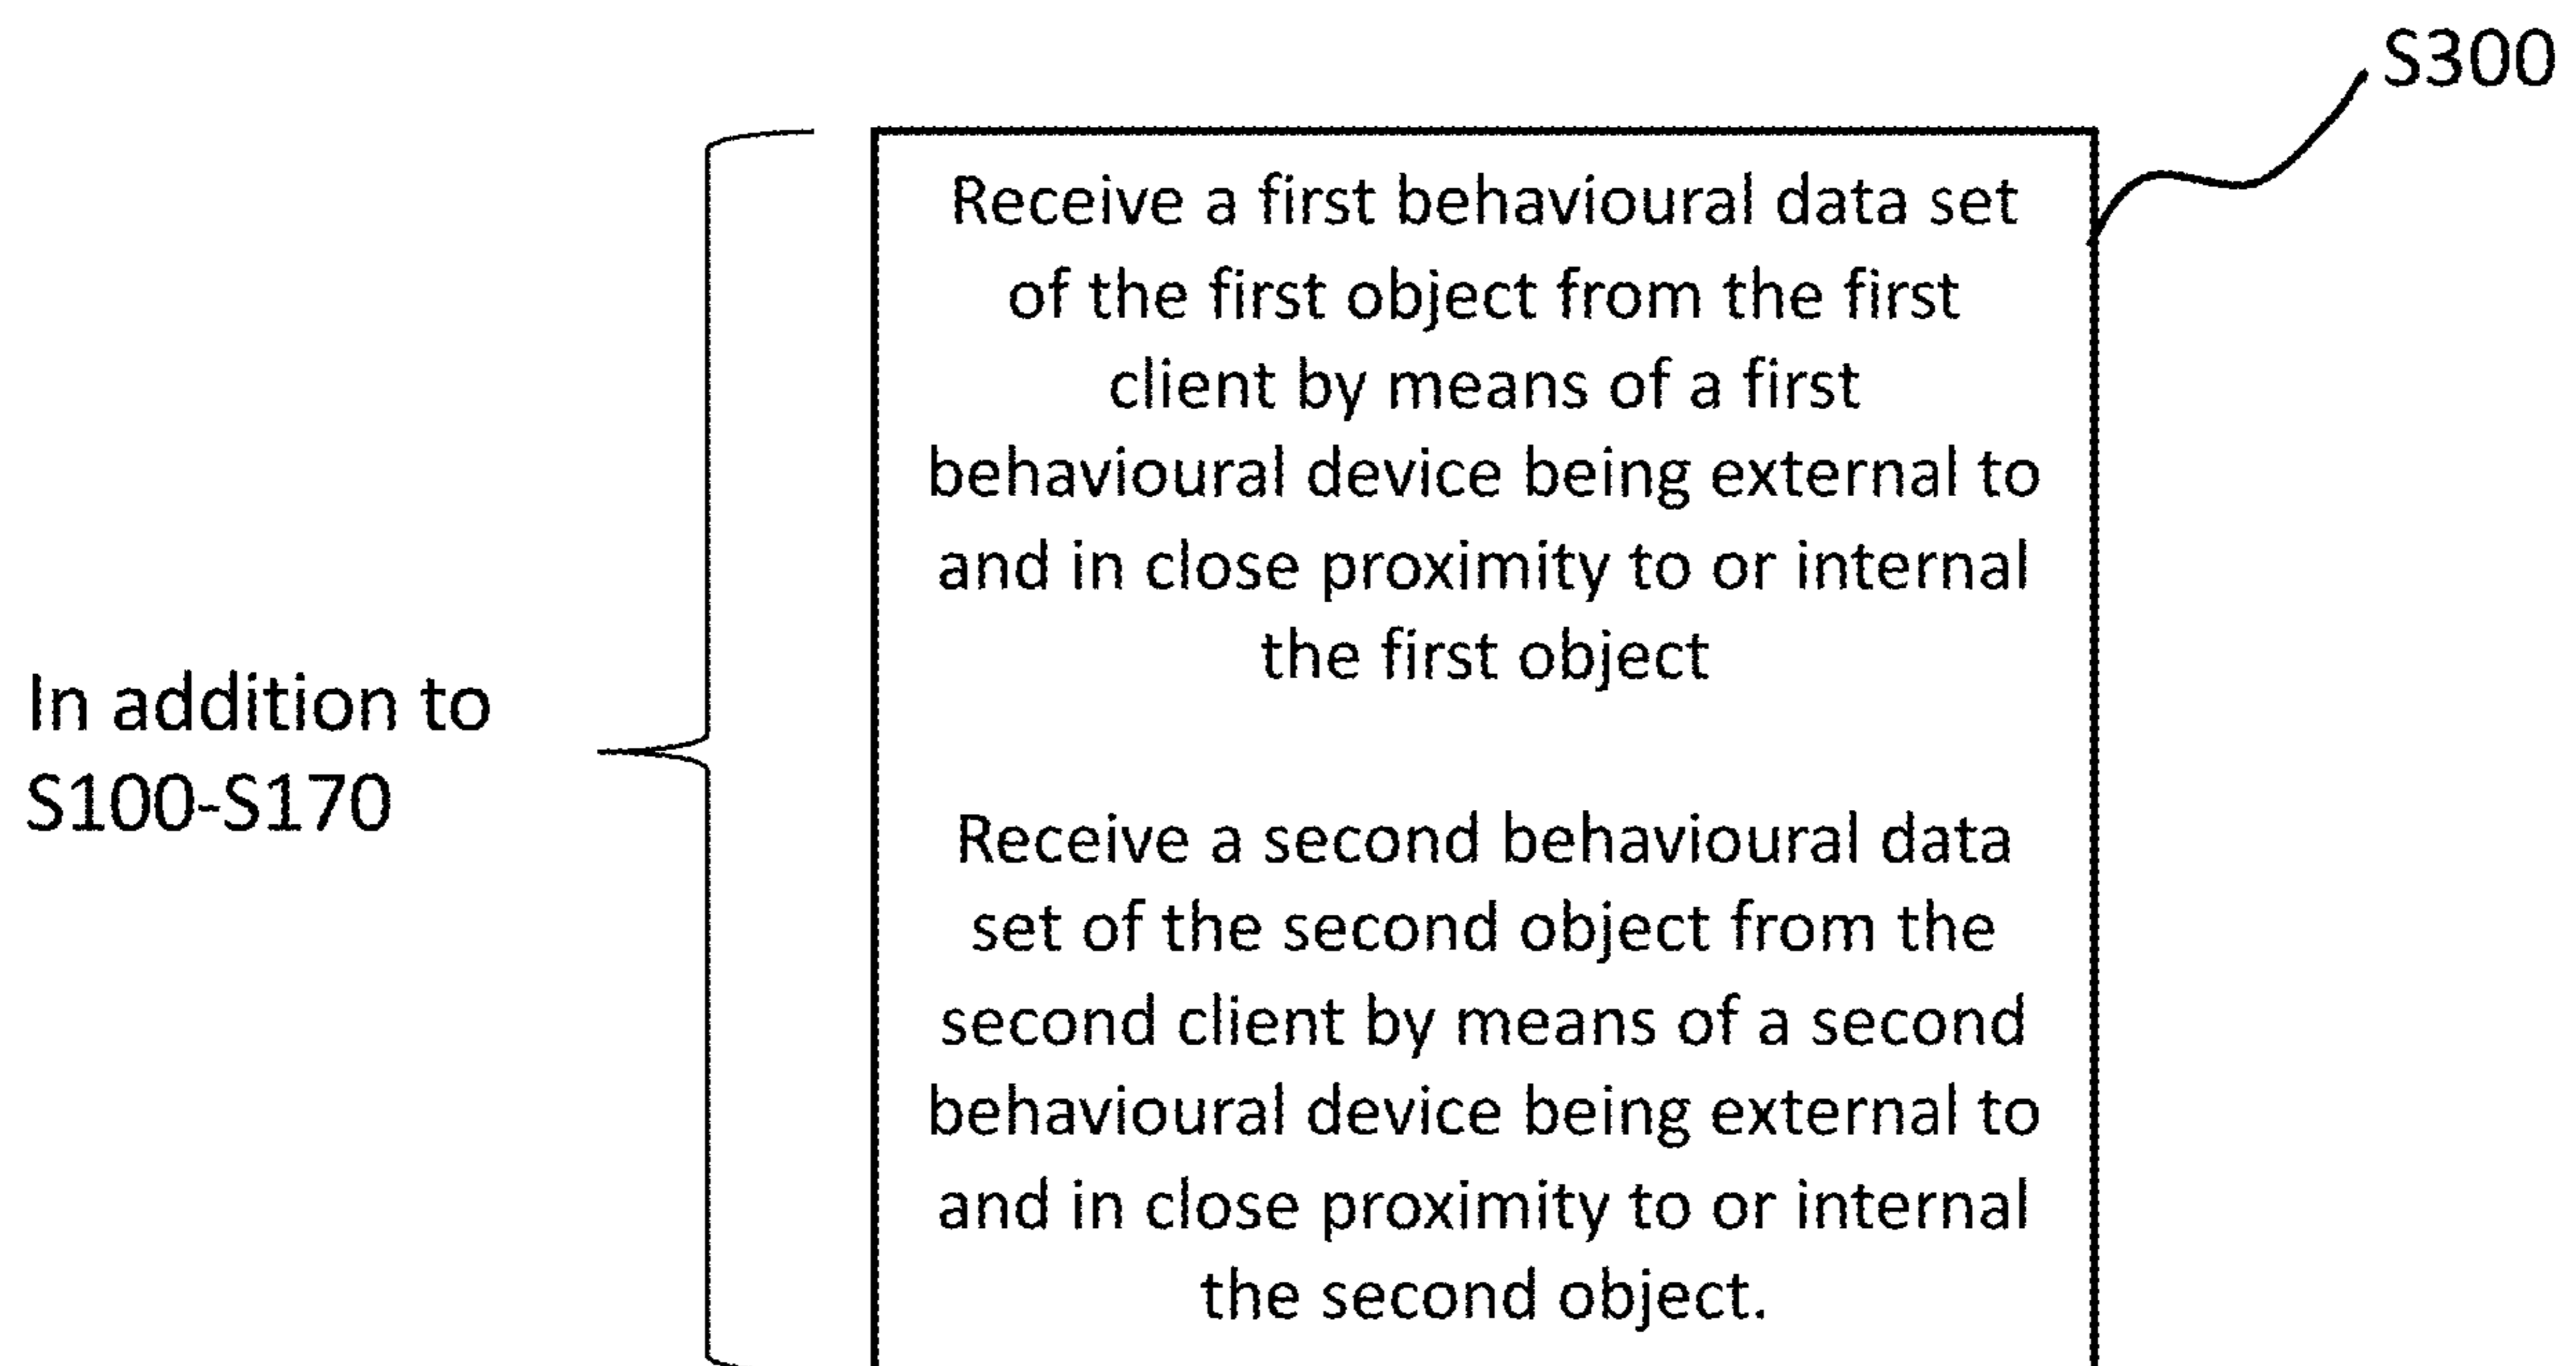 S300
Receive a first behavioural data set
of the first object from the first
client by means of a first
behavioural device being external to
and in close proximity to or internal
the first object
In addition to
S100-S170
Receive a second behavioural data
set of the second object from the
second client by means of a second
behavioural device being external to
and in close proximity to or internal
the second object.